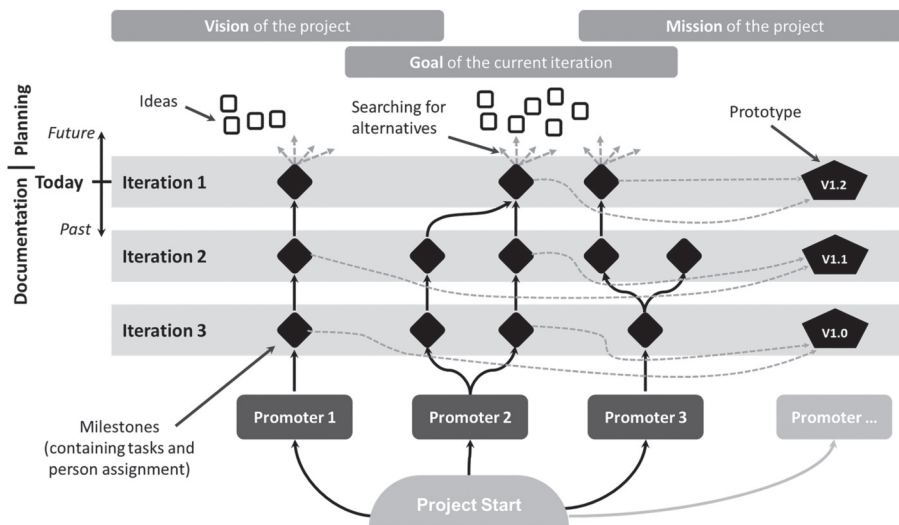 Vision of the project
Mission of the project
Goal of the current iteration
Ideas
Searching for
alternatives
Prototype
Documentation | Planning
Future
Today
Past
Iteration 1
V1.2
Iteration 2
V1.1
Iteration 3
V1.0
Milestones
(containing tasks and
person assignment)
Promoter 1
Promoter 2
Promoter 3
Promoter ...
Project Start